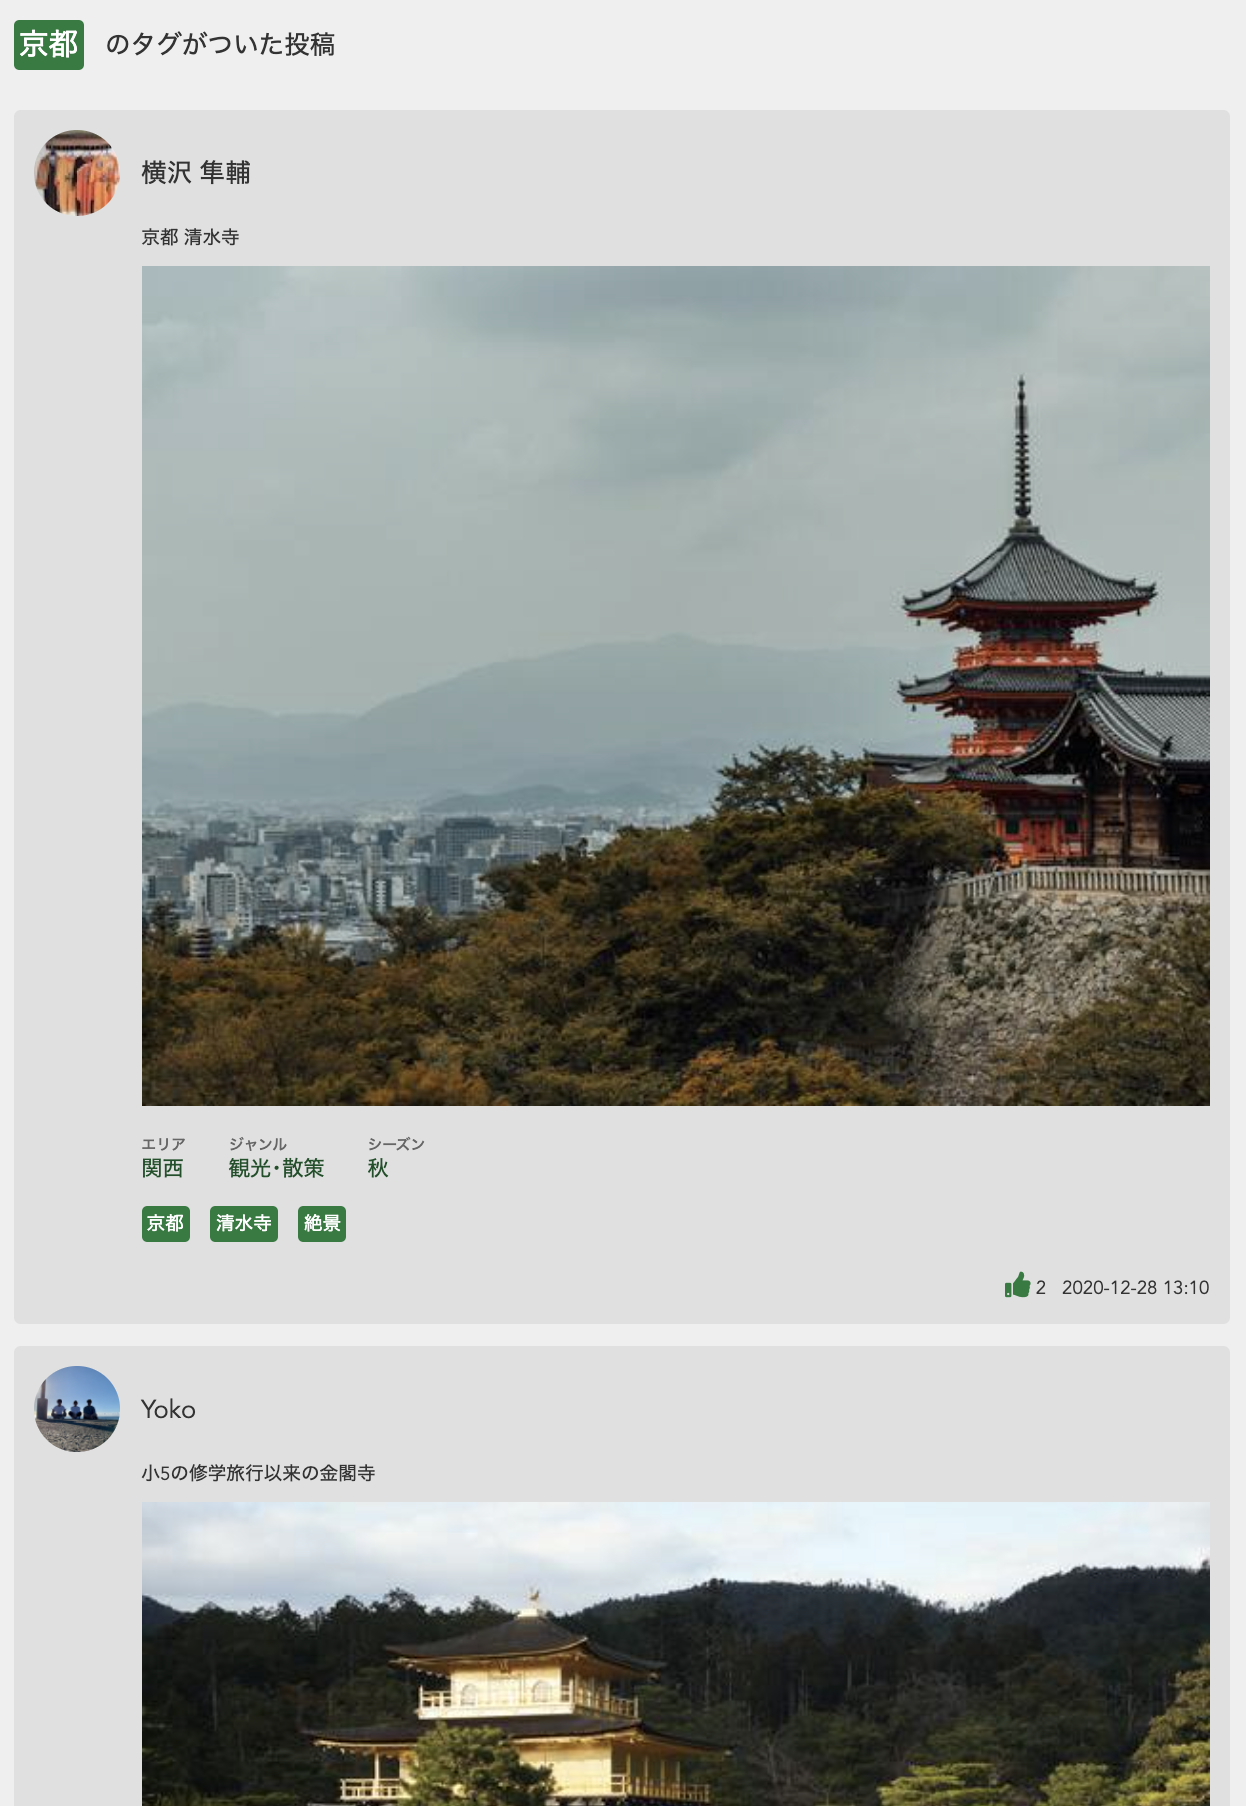 京都 のタグがついた投稿
横沢 隼輔
京都 清水寺
エリア ジャンル シーズン
関西 観光･散策 秋
京都 清水寺 絶景
2 2020-12-28 13:10
Yoko
小5の修学旅行以来の金閣寺